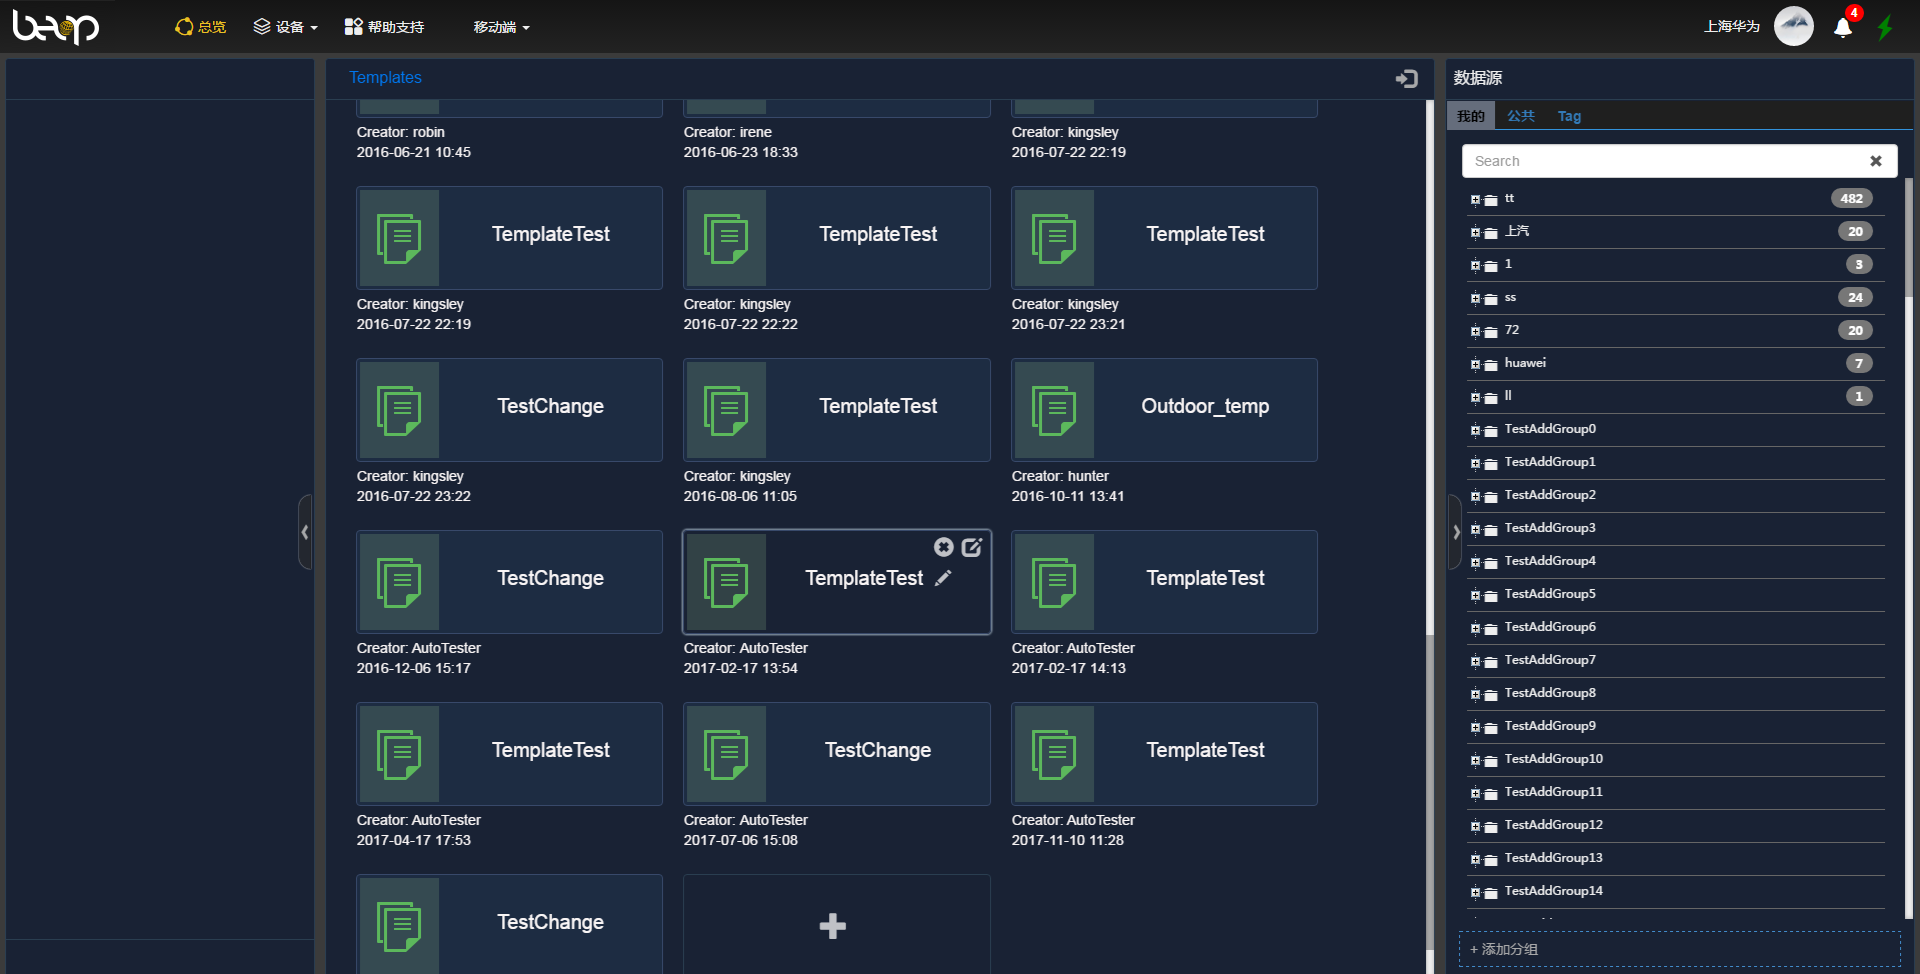 beop
总览
设备
帮助支持
移动端
上海华为
4
Templates
Creator: robin
2016-06-21 10:45
Creator: irene
2016-06-23 18:33
Creator: kingsley
2016-07-22 22:19
TemplateTest
Creator: kingsley
2016-07-22 22:19
TemplateTest
Creator: kingsley
2016-07-22 22:22
TemplateTest
Creator: kingsley
2016-07-22 23:21
TestChange
Creator: kingsley
2016-07-22 23:22
TemplateTest
Creator: kingsley
2016-08-06 11:05
Outdoor_temp
Creator: hunter
2016-10-11 13:41
TestChange
Creator: AutoTester
2016-12-06 15:17
TemplateTest
Creator: AutoTester
2017-02-17 13:54
TemplateTest
Creator: AutoTester
2017-02-17 14:13
TemplateTest
Creator: AutoTester
2017-04-17 17:53
TestChange
Creator: AutoTester
2017-07-06 15:08
TemplateTest
Creator: AutoTester
2017-11-10 11:28
TestChange
数据源
我的 公共 Tag
Search
tt 482
上汽 20
1 3
ss 24
72 20
huawei 7
ll 1
TestAddGroup0
TestAddGroup1
TestAddGroup2
TestAddGroup3
TestAddGroup4
TestAddGroup5
TestAddGroup6
TestAddGroup7
TestAddGroup8
TestAddGroup9
TestAddGroup10
TestAddGroup11
TestAddGroup12
TestAddGroup13
TestAddGroup14
+ 添加分组